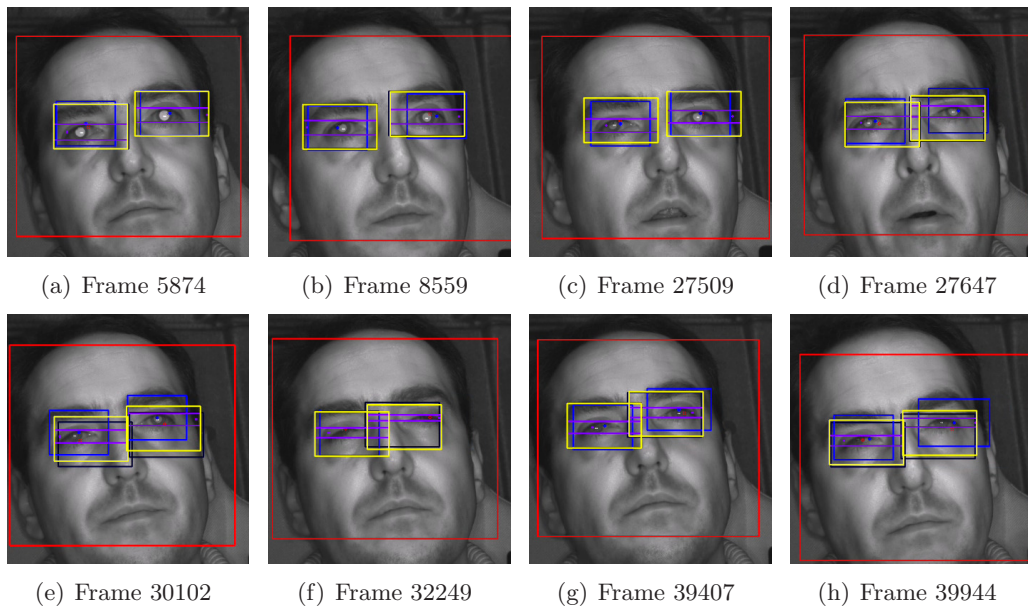 (a) Frame 5874
(b) Frame 8559
(c) Frame 27509
(d) Frame 27647
(e) Frame 30102
(f) Frame 32249
(g) Frame 39407
(h) Frame 39944